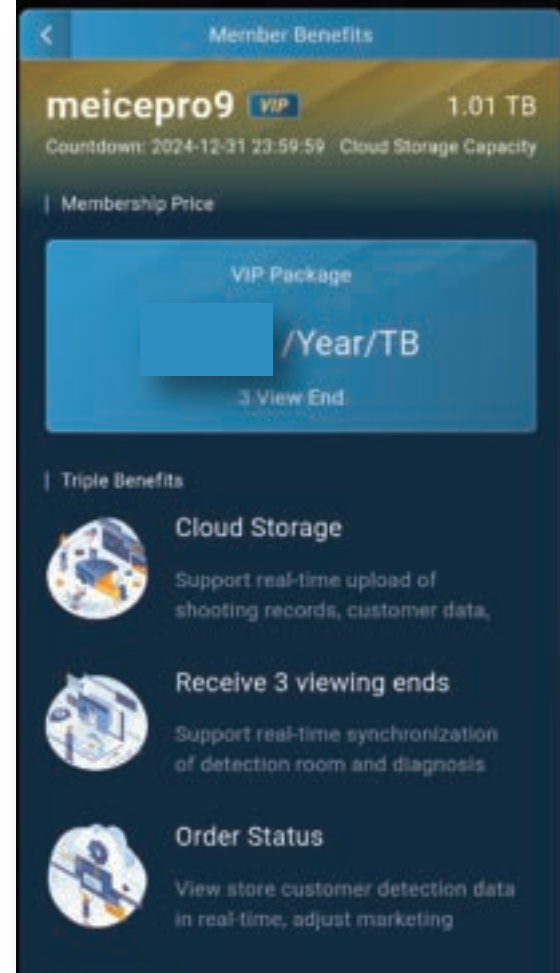 Member Benefits
meicepro9 VIP 1.01 TB
Countdown: 2024-12-31 23:59:59 Cloud Storage Capacity
Membership Price
VIP Package
/Year/TB
3 View End
Triple Benefits
Cloud Storage
Support real-time upload of
shooting records, customer data,
Receive 3 viewing ends
Support real-time synchronization
of detection room and diagnosis
Order Status
View store customer detection data
in real-time, adjust marketing